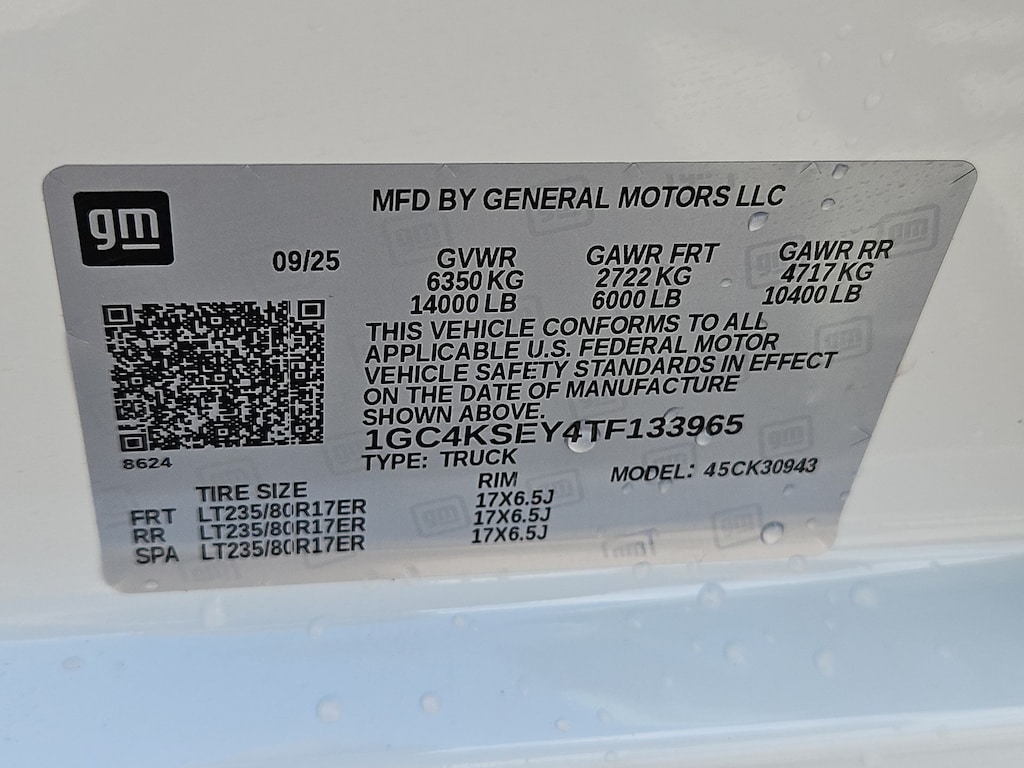 gm
MFD BY GENERAL MOTORS LLC
09/25 GVWR GAWR FRT GAWR RR
6350 KG 2722 KG 4717 KG
14000 LB 6000 LB 10400 LB
THIS VEHICLE CONFORMS TO ALL
APPLICABLE U.S. FEDERAL MOTOR
VEHICLE SAFETY STANDARDS IN EFFECT
ON THE DATE OF MANUFACTURE
SHOWN ABOVE.
1GC4KSEY4TF133965
8624
TYPE: TRUCK MODEL: 45CK30943
TIRE SIZE RIM
FRT LT235/80R17ER 17X6.5J
RR LT235/80R17ER 17X6.5J
SPA LT235/80R17ER 17X6.5J